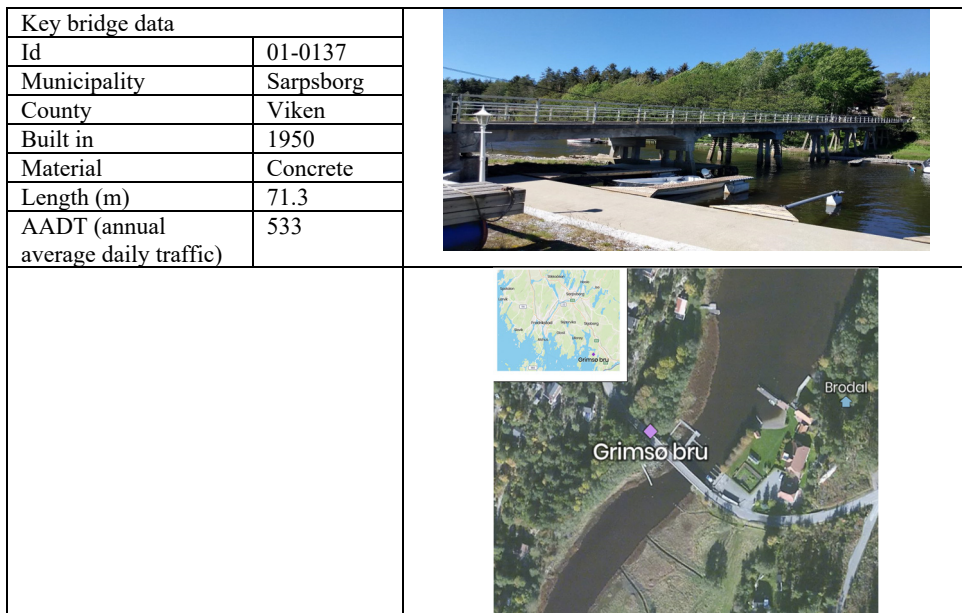 Key bridge data
Id 01-0137
Municipality Sarpsborg
County Viken
Built in 1950
Material Concrete
Length (m) 71.3
AADT (annual 533
average daily traffic)
Sarpsborg
Fredrikstad
Skjeberg
Grimsø bru
Brodal
Grimsø bru